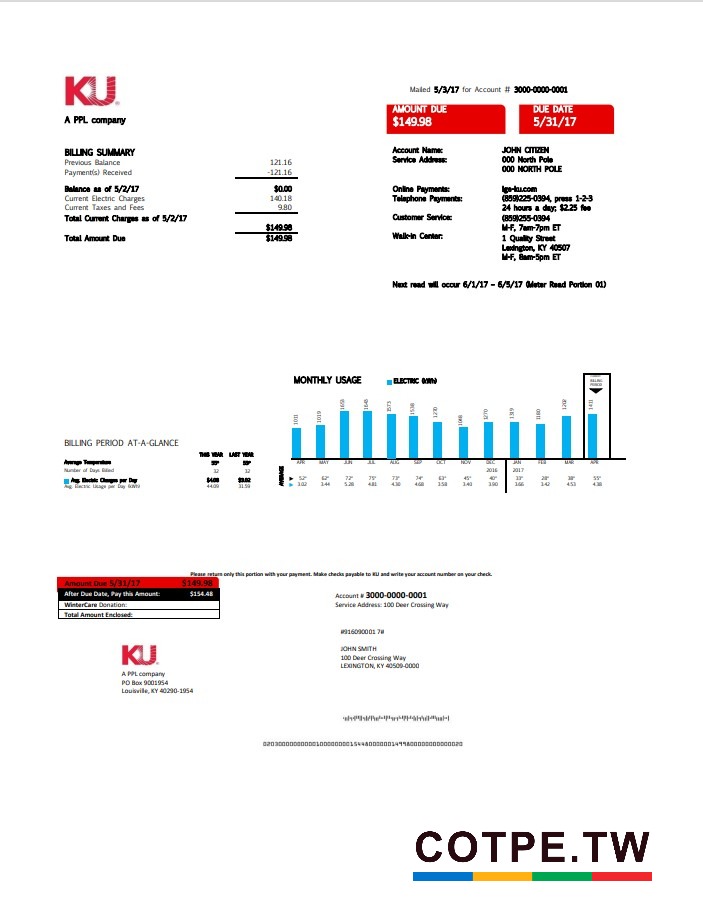 KU
A PPL company
Mailed 5/3/17 for Account # 3000-0000-0001
AMOUNT DUE
$149.98
DUE DATE
5/31/17
BILLING SUMMARY
Previous Balance 121.16
Payment(s) Received -121.16
Balance as of 5/2/17 $0.00
Current Electric Charges 140.18
Current Taxes and Fees 9.80
Total Current Charges as of 5/2/17
$149.98
Total Amount Due $149.98
Account Name: JOHN CITIZEN
Service Address: 000 North Pole
000 NORTH POLE
Online Payments: lge-ku.com
Telephone Payments: (859)225-0394, press 1-2-3
24 hours a day; $2.25 fee
Customer Service: (859)255-0394
M-F, 7am-7pm ET
Walk-in Center: 1 Quality Street
Lexington, KY 40507
M-F, 8am-5pm ET
Next read will occur 6/1/17 - 6/5/17 (Meter Read Portion 01)
MONTHLY USAGE
ELECTRIC (kWh)
BILLING
PERIOD
1019 1653 1645 1573 1538 1270 1270 1319 1180 1411
APR MAY JUN JUL AUG SEP OCT NOV DEC JAN FEB MAR APR
2016 2017
AVERAGE
52° 62° 72° 75° 73° 74° 63° 45° 40° 33° 28° 38° 55°
3.02 3.44 5.28 4.81 4.30 4.68 3.58 3.40 3.90 3.66 3.42 4.53 4.38
BILLING PERIOD AT-A-GLANCE
THIS YEAR LAST YEAR
Average Temperature 55° 55°
Number of Days Billed 32 32
Avg. Electric Charges per Day $4.38 $3.02
Avg. Electric Usage per Day (kWh) 44.09 31.59
Please return only this portion with your payment. Make checks payable to KU and write your account number on your check.
Amount Due 5/31/17 $149.98
After Due Date, Pay this Amount: $154.48
WinterCare Donation:
Total Amount Enclosed:
Account # 3000-0000-0001
Service Address: 100 Deer Crossing Way
#916090001 7#
JOHN SMITH
100 Deer Crossing Way
LEXINGTON, KY 40509-0000
KU
A PPL company
PO Box 9001954
Louisville, KY 40290-1954
COTPE.TW